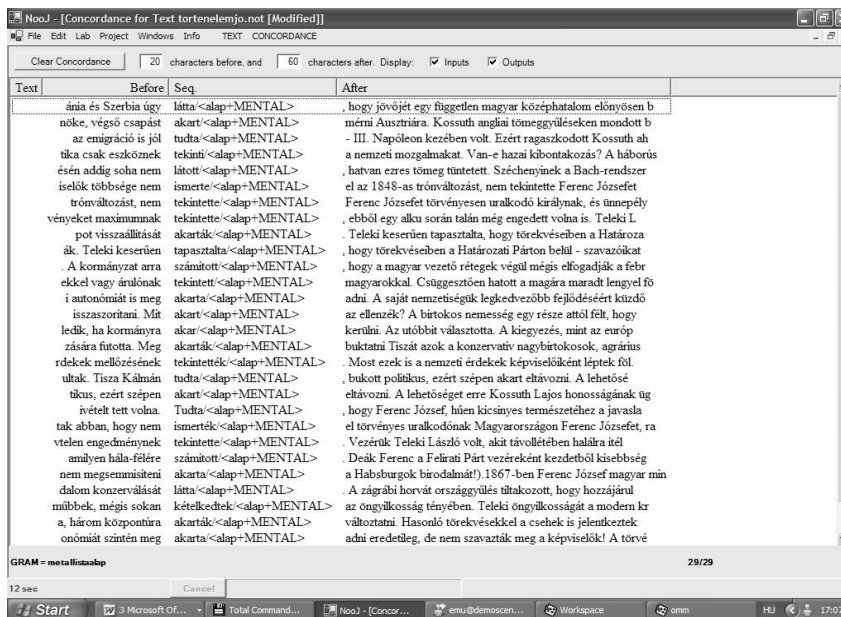 NooJ - [Concordance for Text tortenelemjo.not [Modified]]
File Edit Lab Project Windows Info TEXT CONCORDANCE
Clear Concordance 20 characters before, and 60 characters after. Display: Inputs Outputs
Text Before Seq. After
ánia és Szerbia úgy látta/<alap+MENTAL> , hogy jövőjét egy független magyar középhatalom előnyösen b
nöke, végső csapást akart/<alap+MENTAL> mérni Ausztriára. Kossuth angliai tömeggyűléseken mondott b
az emigráció is jól tudta/<alap+MENTAL> - III. Napóleon kezében volt. Ezért ragaszkodott Kossuth ah
tika csak eszköznek tekinti/<alap+MENTAL> a nemzeti mozgalmakat. Van-e hazai kibontakozás? A háborús
ésén addig soha nem látott/<alap+MENTAL> , hatvan ezres tömeg tüntetett. Széchenyinek a Bach-rendszer
iselők többsége nem ismerte/<alap+MENTAL> el az 1848-as trónváltozást, nem tekintette Ferenc Józsefet
trónváltozást, nem tekintette/<alap+MENTAL> Ferenc Józsefet törvényesen uralkodó királynak, és ünnepély
vényeket maximumnak tekintette/<alap+MENTAL> , ebből egy alku során talán még engedett volna is. Teleki L
pot visszaállítását akarták/<alap+MENTAL> . Teleki keserűen tapasztalta, hogy törekvéseiben a Határoza
ák. Teleki keserűen tapasztalta/<alap+MENTAL> , hogy törekvéseiben a Határozati Párton belül - szavazóikat
. A kormányzat arra számított/<alap+MENTAL> , hogy a magyar vezető rétegek végül mégis elfogadják a febr
ekkel vagy árulónak tekintett/<alap+MENTAL> magyarokkal. Csüggesztően hatott a magára maradt lengyel fö
i autonómiát is meg akarta/<alap+MENTAL> adni. A saját nemzetiségük legkedvezőbb fejlődéséért küzdő
isszaszorítani. Mit akart/<alap+MENTAL> az ellenzék? A birtokos nemesség egy része attól félt, hogy
ledik, ha kormányra akar/<alap+MENTAL> kerülni. Az utóbbit választotta. A kiegyezés, mint az európ
zására futotta. Meg akarták/<alap+MENTAL> buktatni Tiszát azok a konzervatív nagybirtokosok, agrárius
rdekek mellőzésének tekintették/<alap+MENTAL> . Most ezek is a nemzeti érdekek képviselőiként léptek föl.
ultak. Tisza Kálmán tudta/<alap+MENTAL> , bukott politikus, ezért szépen akart eltávozni. A lehetősé
tikus, ezért szépen akart/<alap+MENTAL> eltávozni. A lehetőséget erre Kossuth Lajos honosságának üg
ivételt tett volna. Tudta/<alap+MENTAL> , hogy Ferenc József, hűen kicsinyes természetéhez a javasla
tak abban, hogy nem ismerték/<alap+MENTAL> el törvényes uralkodónak Magyarországon Ferenc Józsefet, ra
vtelen engedménynek tekintette/<alap+MENTAL> . Vezérük Teleki László volt, akit távollétében halálra ítél
amilyen hála-félére számított/<alap+MENTAL> . Deák Ferenc a Felirati Párt vezéreként kezdetből kisebbség
nem megsemmisíteni akarta/<alap+MENTAL> a Habsburgok birodalmát!).1867-ben Ferenc József magyar min
dalom konzerválását látta/<alap+MENTAL> . A zágrábi horvát országgyűlés tiltakozott, hogy hozzájárul
műbbek, mégis sokan kételkedtek/<alap+MENTAL> az öngyilkosság tényében. Teleki öngyilkosságát a modern kr
a, három központúra akarták/<alap+MENTAL> változtatni. Hasonló törekvésekkel a csehek is jelentkeztek
onómiát szintén meg akarta/<alap+MENTAL> adni eredetileg, de nem szavazták meg a képviselők! A törvé
GRAM = metallistaalap 29/29
12 sec Cancel
Start 3 Microsoft Of... Total Command... NooJ - [Concor... emu@demoscen... Workspace omm HU 17:07